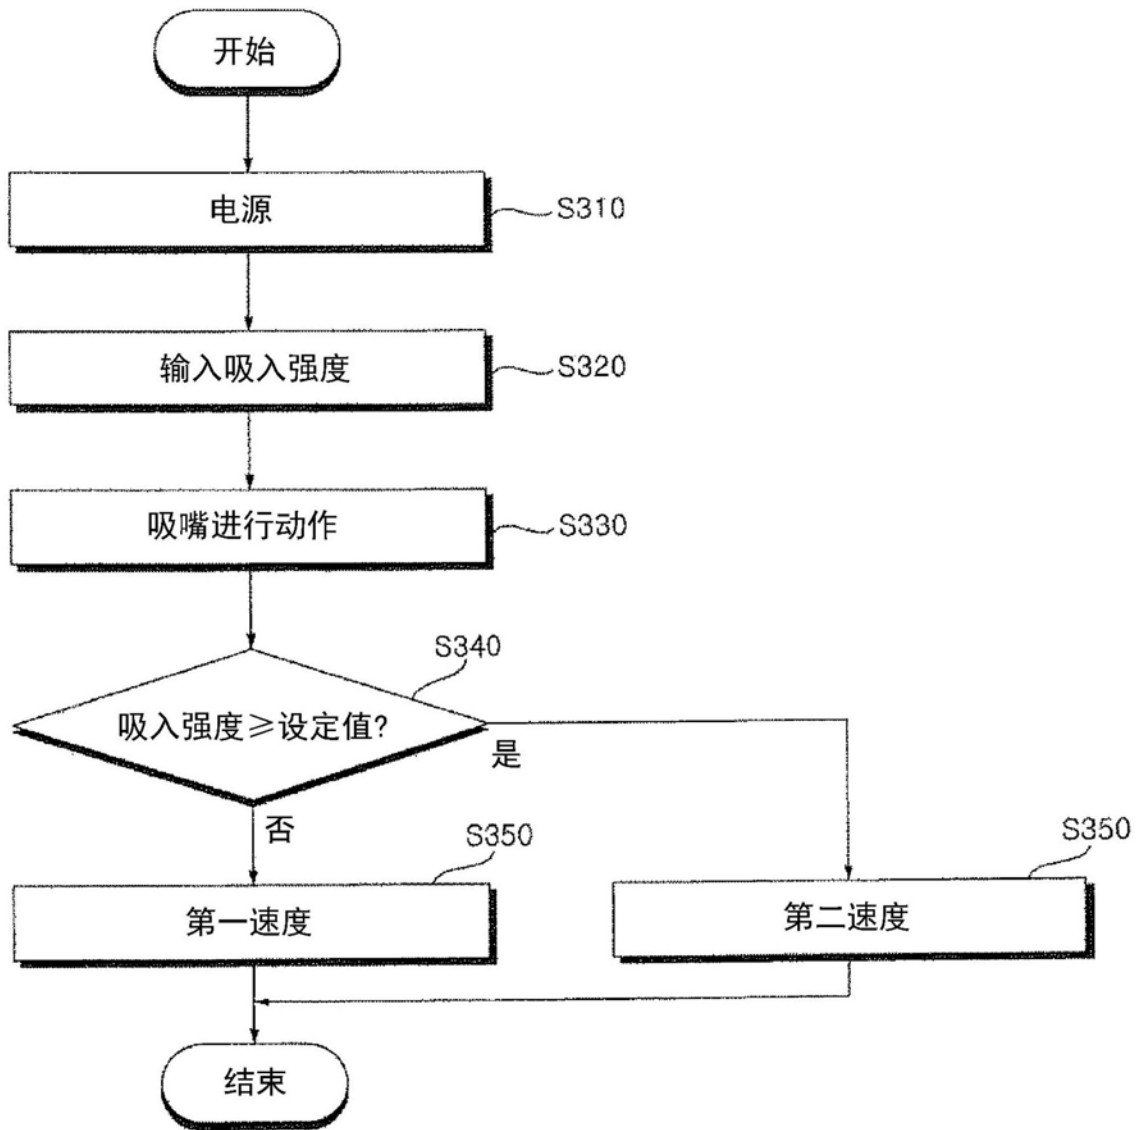 开始
电源
S310
输入吸入强度
S320
吸嘴进行动作
S330
S340
吸入强度≥设定值?
是
否
S350
S350
第一速度
第二速度
结束